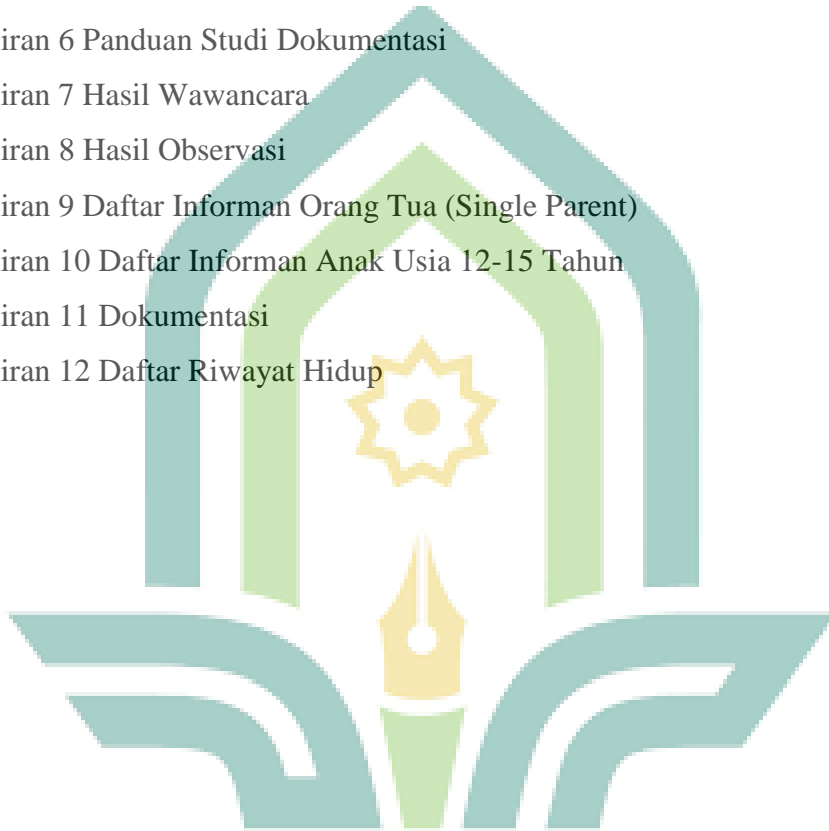 iran 6 Panduan Studi Dokumentasi
iran 7 Hasil Wawancara
iran 8 Hasil Observasi
iran 9 Daftar Informan Orang Tua (Single Parent)
iran 10 Daftar Informan Anak Usia 12-15 Tahun
iran 11 Dokumentasi
iran 12 Daftar Riwayat Hidup